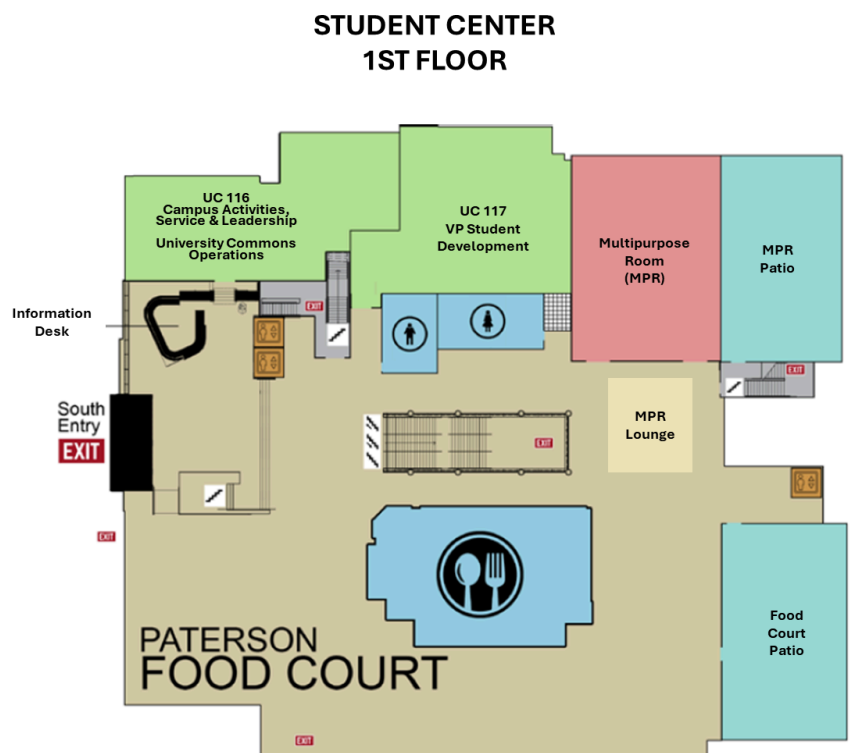 STUDENT CENTER
1ST FLOOR
UC 116
Campus Activities,
Service & Leadership
University Commons
Operations
UC 117
VP Student
Development
Multipurpose
Room
(MPR)
MPR
Patio
Information
Desk
EXIT
EXIT
South
Entry
EXIT
MPR
Lounge
EXIT
EXIT
Food
Court
Patio
PATERSON
FOOD COURT
EXIT